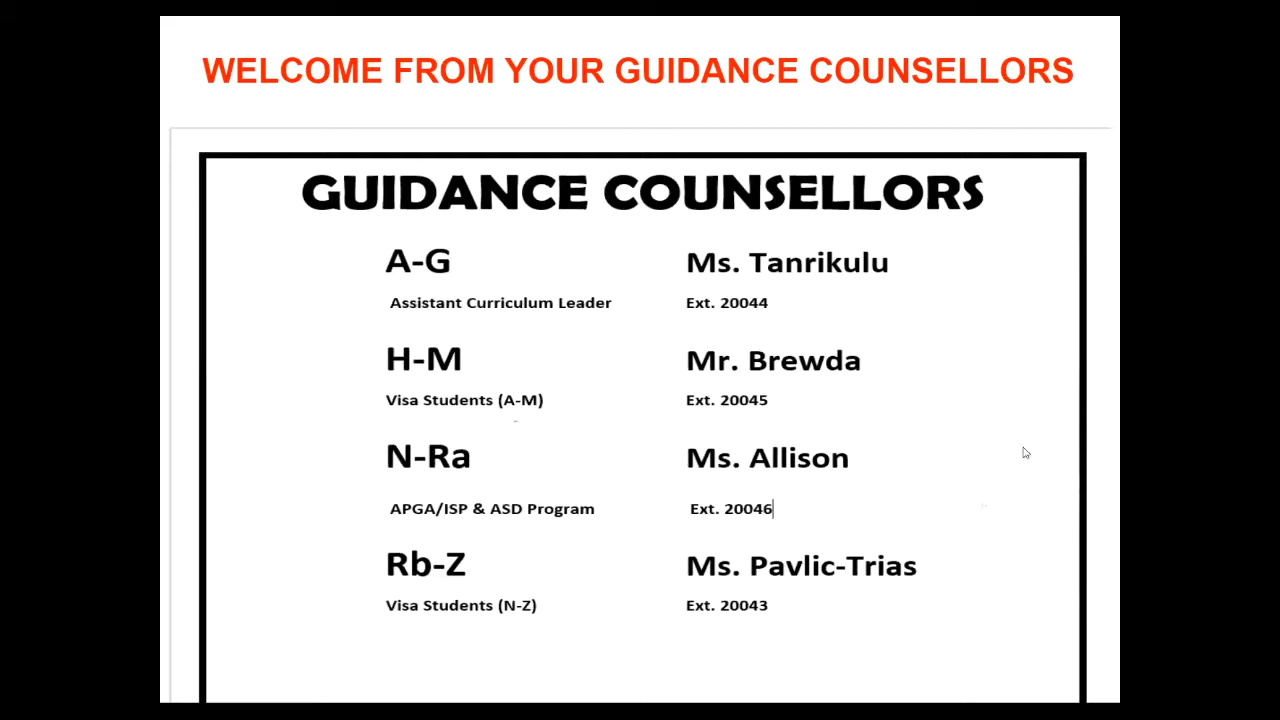 WELCOME FROM YOUR GUIDANCE COUNSELLORS
GUIDANCE COUNSELLORS
A-G Ms. Tanrikulu
Assistant Curriculum Leader Ext. 20044
H-M Mr. Brewda
Visa Students (A-M) Ext. 20045
N-Ra Ms. Allison
APGA/ISP & ASD Program Ext. 20046
Rb-Z Ms. Pavlic-Trias
Visa Students (N-Z) Ext. 20043